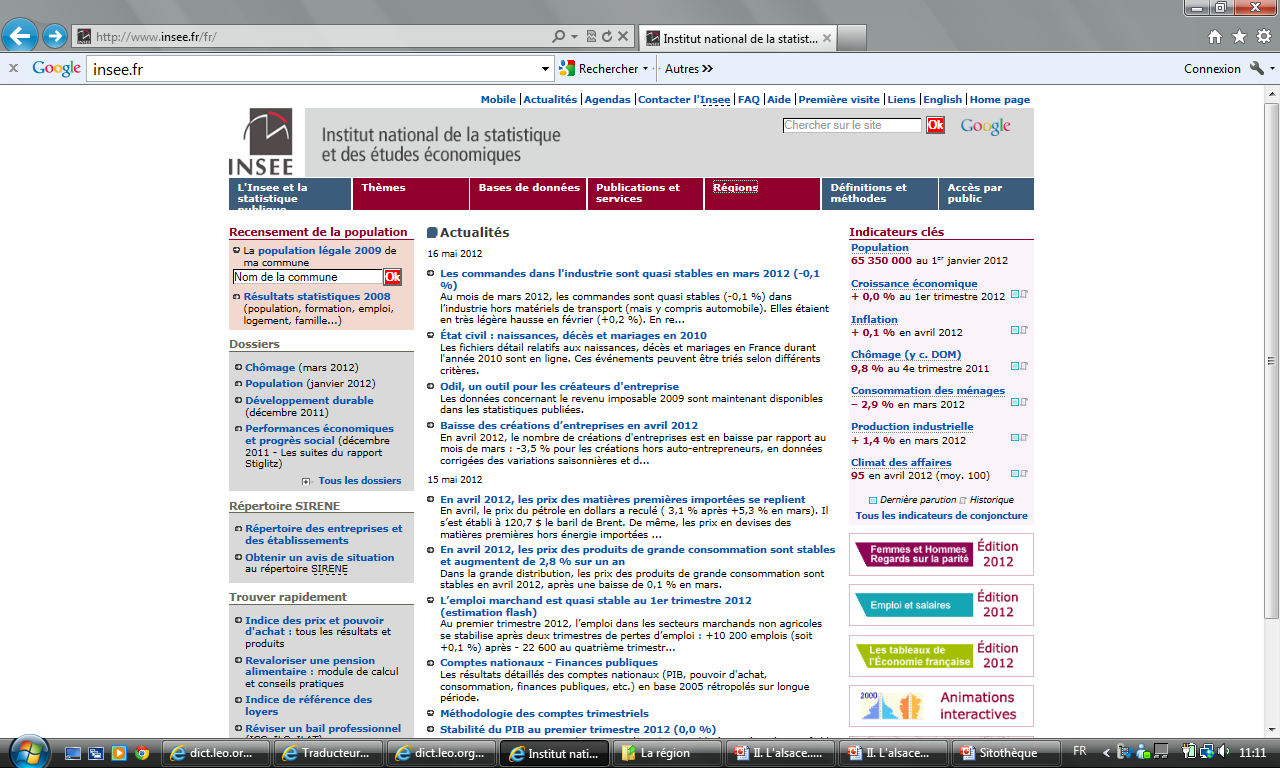 http://www.insee.fr/fr/
Institut national de la statist...
Google
insee.fr
Rechercher
Autres
Connexion
Mobile | Actualités | Agendas | Contacter l'Insee | FAQ | Aide | Première visite | Liens | English | Home page
INSEE
Institut national de la statistique
et des études économiques
Chercher sur le site
Ok
Google
L'Insee et la
statistique
publique
Thèmes
Bases de données
Publications et
services
Régions
Définitions et
méthodes
Accès par
public
Recensement de la population
La population légale 2009 de
ma commune
Nom de la commune
Ok
Résultats statistiques 2008
(population, formation, emploi,
logement, famille...)
Dossiers
Chômage (mars 2012)
Population (janvier 2012)
Développement durable
(décembre 2011)
Performances économiques
et progrès social (décembre
2011 - Les suites du rapport
Stiglitz)
Tous les dossiers
Répertoire SIRENE
Répertoire des entreprises et
des établissements
Obtenir un avis de situation
au répertoire SIRENE
Trouver rapidement
Indice des prix et pouvoir
d'achat : tous les résultats et
produits
Revaloriser une pension
alimentaire : module de calcul
et conseils pratiques
Indice de référence des
loyers
Réviser un bail professionnel
Actualités
16 mai 2012
Les commandes dans l'industrie sont quasi stables en mars 2012 (-0,1
%)
Au mois de mars 2012, les commandes sont quasi stables (-0,1 %) dans
l'industrie hors matériels de transport (mais y compris automobile). Elles étaient
en très légère hausse en février (+0,2 %). En re...
État civil : naissances, décès et mariages en 2010
Les fichiers détail relatifs aux naissances, décès et mariages en France durant
l'année 2010 sont en ligne. Ces événements peuvent être triés selon différents
critères.
Odil, un outil pour les créateurs d'entreprise
Les données concernant le revenu imposable 2009 sont maintenant disponibles
dans les statistiques publiées.
Baisse des créations d'entreprises en avril 2012
En avril 2012, le nombre de créations d'entreprises est en baisse par rapport au
mois de mars : -3,5 % pour les créations hors auto-entrepreneurs, en données
corrigées des variations saisonnières et d...
15 mai 2012
En avril 2012, les prix des matières premières importées se replient
En avril, le prix du pétrole en dollars a reculé ( 3,1 % après +5,3 % en mars). Il
s'est établi à 120,7 $ le baril de Brent. De même, les prix en devises des
matières premières hors énergie importées ...
En avril 2012, les prix des produits de grande consommation sont stables
et augmentent de 2,8 % sur un an
Dans la grande distribution, les prix des produits de grande consommation sont
stables en avril 2012, après une baisse de 0,1 % en mars.
L'emploi marchand est quasi stable au 1er trimestre 2012
(estimation flash)
Au premier trimestre 2012, l'emploi dans les secteurs marchands non agricoles
se stabilise après deux trimestres de pertes d'emploi : +10 200 emplois (soit
+0,1 %) après - 22 600 au quatrième trimestr...
Comptes nationaux - Finances publiques
Les résultats détaillés des comptes nationaux (PIB, pouvoir d'achat,
consommation, finances publiques, etc.) en base 2005 rétropolés sur longue
période.
Méthodologie des comptes trimestriels
Stabilité du PIB au premier trimestre 2012 (0,0 %)
Indicateurs clés
Population
65 350 000 au 1er janvier 2012
Croissance économique
+ 0,0 % au 1er trimestre 2012
Inflation
+ 0,1 % en avril 2012
Chômage (y c. DOM)
9,8 % au 4e trimestre 2011
Consommation des ménages
– 2,9 % en mars 2012
Production industrielle
+ 1,4 % en mars 2012
Climat des affaires
95 en avril 2012 (moy. 100)
Dernière parution Historique
Tous les indicateurs de conjoncture
Femmes et Hommes
Regards sur la parité
Édition
2012
Emploi et salaires
Édition
2012
Les tableaux de
l'Économie française
Édition
2012
2000
Animations
interactives
dict.leo.or...
Traducteur...
dict.leo.org...
Institut nati...
La région
II. L'alsace....
II. L'alsace...
Sitothèque
FR
11:11